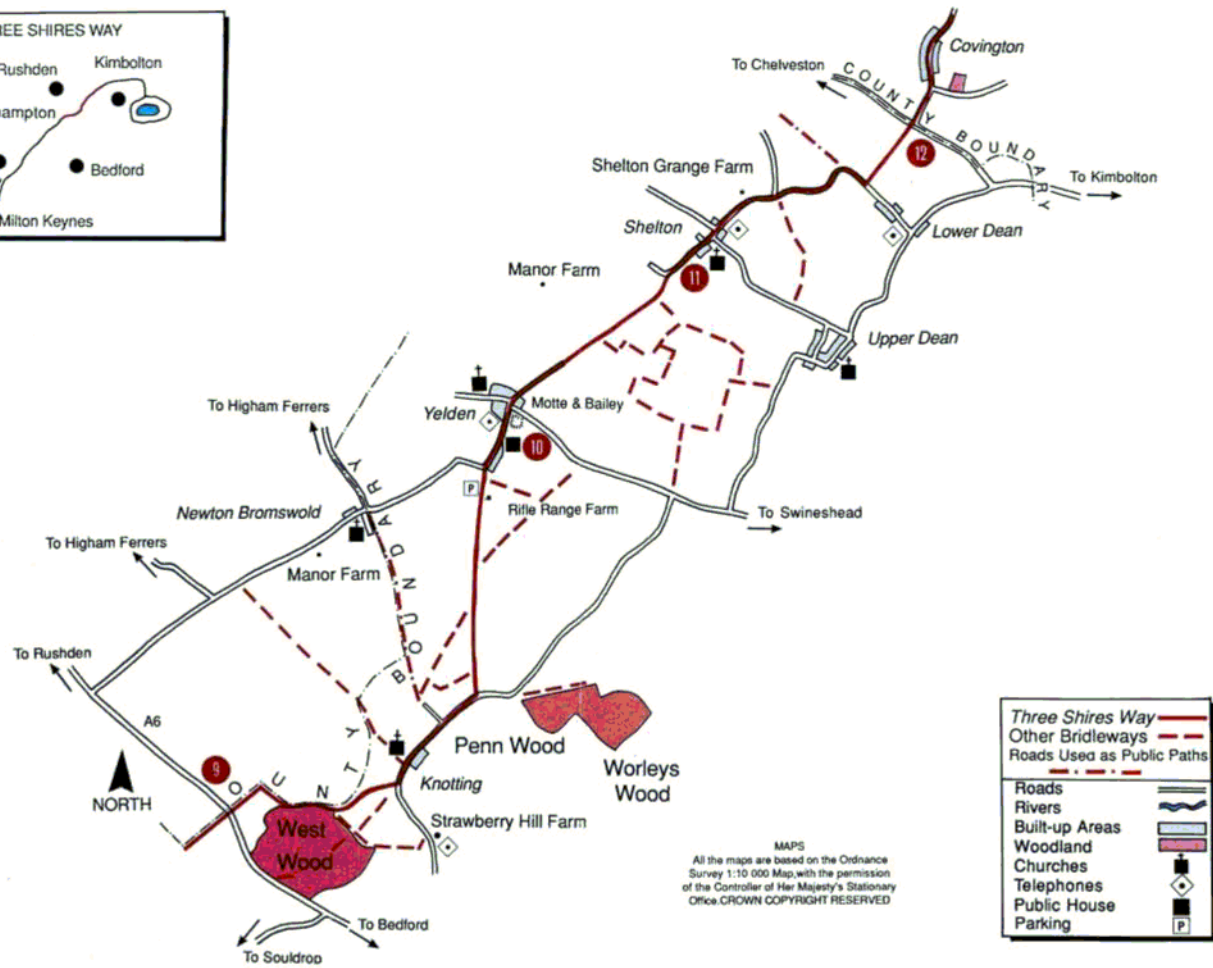 REE SHIRES WAY
Rushden
Kimbolton
ampton
Bedford
Milton Keynes
Covington
To Chelveston
COUNTY BOUNDARY
12
Shelton Grange Farm
To Kimbolton
Shelton
Lower Dean
Manor Farm
11
Upper Dean
To Higham Ferrers
Yelden
Motte & Bailey
10
P
Rifle Range Farm
Newton Bromswold
To Swineshead
To Higham Ferrers
Manor Farm
COUNTY BOUNDARY
To Rushden
A6
9
NORTH
Penn Wood
Worleys
Wood
Knotting
West
Wood
Strawberry Hill Farm
To Bedford
To Souldrop
MAPS
All the maps are based on the Ordnance
Survey 1:10 000 Map,with the permission
of the Controller of Her Majesty's Stationary
Office.CROWN COPYRIGHT RESERVED
Three Shires Way
Other Bridleways
Roads Used as Public Paths
Roads
Rivers
Built-up Areas
Woodland
Churches
Telephones
Public House
Parking
P